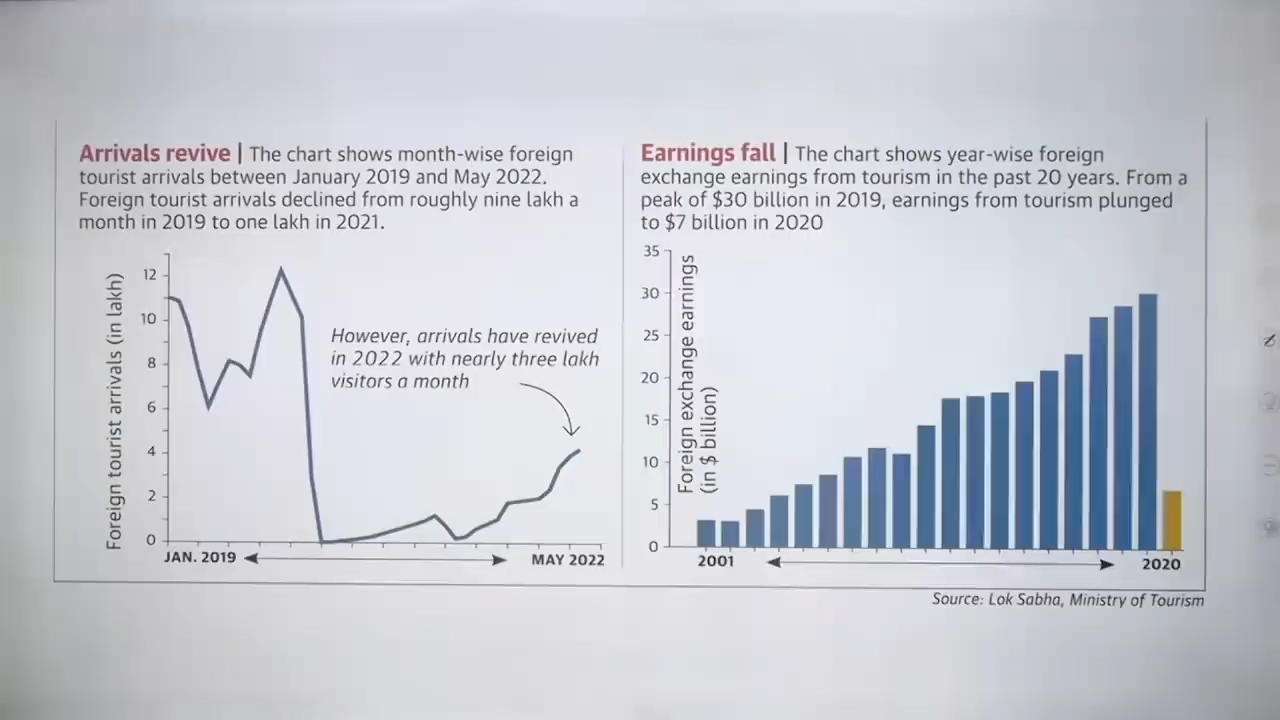 Arrivals revive | The chart shows month-wise foreign
tourist arrivals between January 2019 and May 2022.
Foreign tourist arrivals declined from roughly nine lakh a
month in 2019 to one lakh in 2021.
Foreign tourist arrivals (in lakh)
12
10
8
6
4
2
0
However, arrivals have revived
in 2022 with nearly three lakh
visitors a month
JAN. 2019
MAY 2022
Earnings fall | The chart shows year-wise foreign
exchange earnings from tourism in the past 20 years. From a
peak of $30 billion in 2019, earnings from tourism plunged
to $7 billion in 2020
Foreign exchange earnings
(in $ billion)
35
30
25
20
15
10
5
0
2001
2020
Source: Lok Sabha, Ministry of Tourism